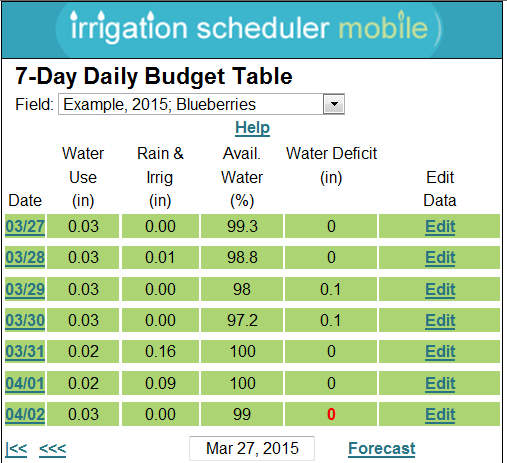 irrigation scheduler mobile
7-Day Daily Budget Table
Field: Example, 2015; Blueberries
Help
Water Rain & Avail. Water Deficit
Use Irrig Water (in) Edit
Date (in) (in) (%) Data
03/27 0.03 0.00 99.3 0 Edit
03/28 0.03 0.01 98.8 0 Edit
03/29 0.03 0.00 98 0.1 Edit
03/30 0.03 0.00 97.2 0.1 Edit
03/31 0.02 0.16 100 0 Edit
04/01 0.02 0.09 100 0 Edit
04/02 0.03 0.00 99 0 Edit
|<< <<< Mar 27, 2015 Forecast